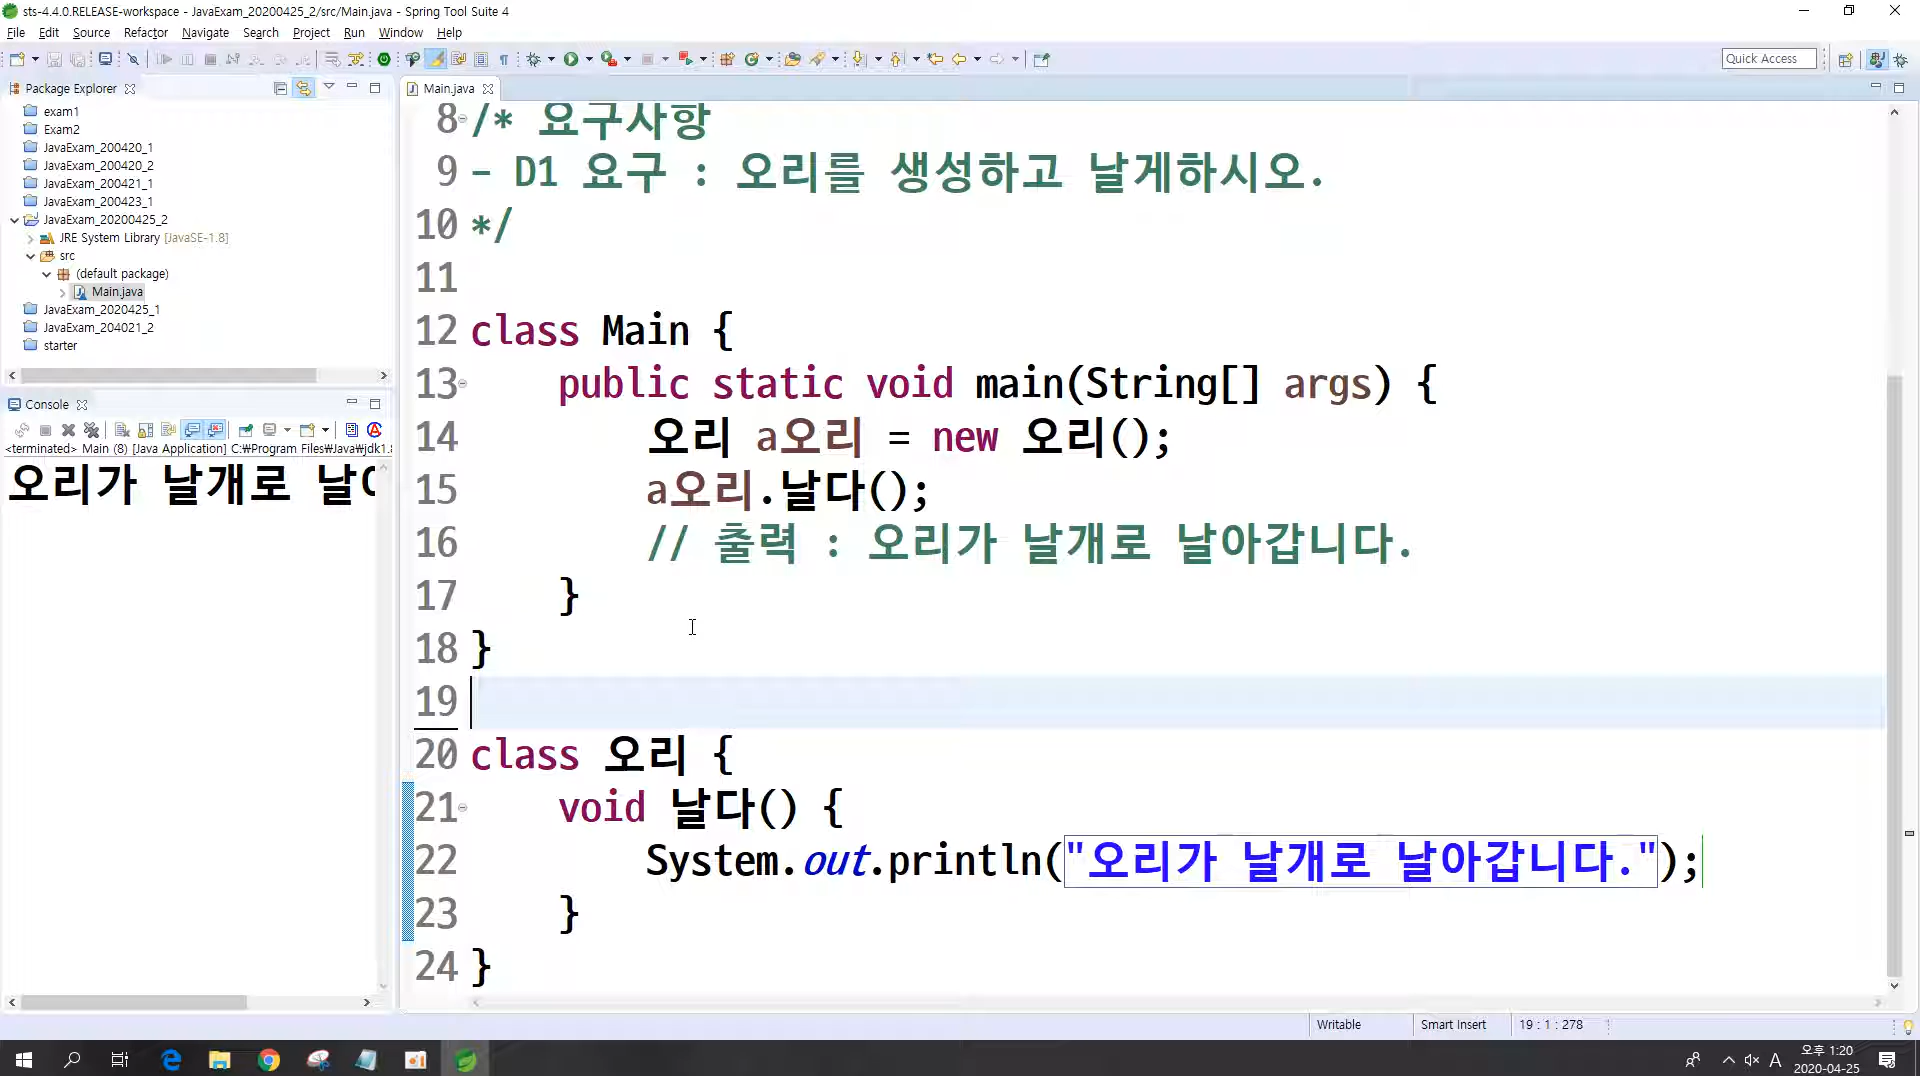 sts-4.4.0.RELEASE-workspace - JavaExam_20200425_2/src/Main.java - Spring Tool Suite 4
File Edit Source Refactor Navigate Search Project Run Window Help
Quick Access
Package Explorer
exam1
Exam2
JavaExam_200420_1
JavaExam_200420_2
JavaExam_200421_1
JavaExam_200423_1
JavaExam_20200425_2
JRE System Library [JavaSE-1.8]
src
(default package)
Main.java
JavaExam_2020425_1
JavaExam_204021_2
starter
Console
<terminated> Main (8) [Java Application] C:₩Program Files₩Java₩jdk1.8
오리가 날개로 날아
Main.java
8 /* 요구사항
9 - D1 요구 : 오리를 생성하고 날게하시오.
10 */
11
12 class Main {
13 public static void main(String[] args) {
14 오리 a오리 = new 오리();
15 a오리.날다();
16 // 출력 : 오리가 날개로 날아갑니다.
17 }
18 }
19
20 class 오리 {
21 void 날다() {
22 System.out.println("오리가 날개로 날아갑니다.");
23 }
24 }
Writable Smart Insert 19 : 1 : 278
A 오후 1:20
2020-04-25